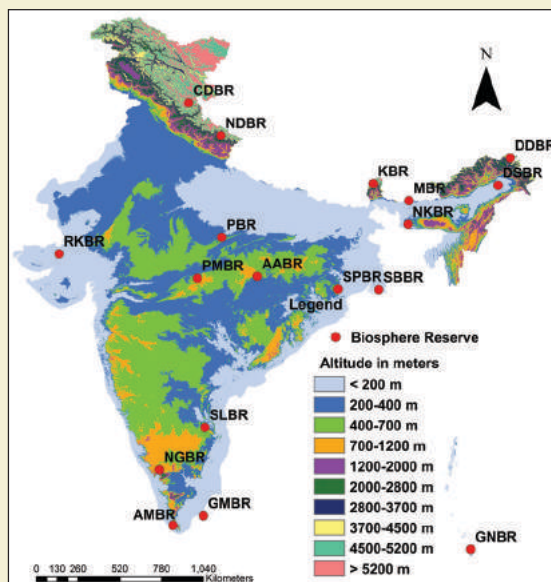 N
CDBR
NDBR
DDBR
KBR
DSBR
MBR
NKBR
PBR
RKBR
PMBR
AABR
SPBR
SBBR
Legend
Biosphere Reserve
Altitude in meters
< 200 m
200-400 m
400-700 m
700-1200 m
1200-2000 m
2000-2800 m
2800-3700 m
3700-4500 m
4500-5200 m
> 5200 m
SLBR
NGBR
GMBR
AMBR
GNBR
0 130 260 520 780 1,040
Kilometers